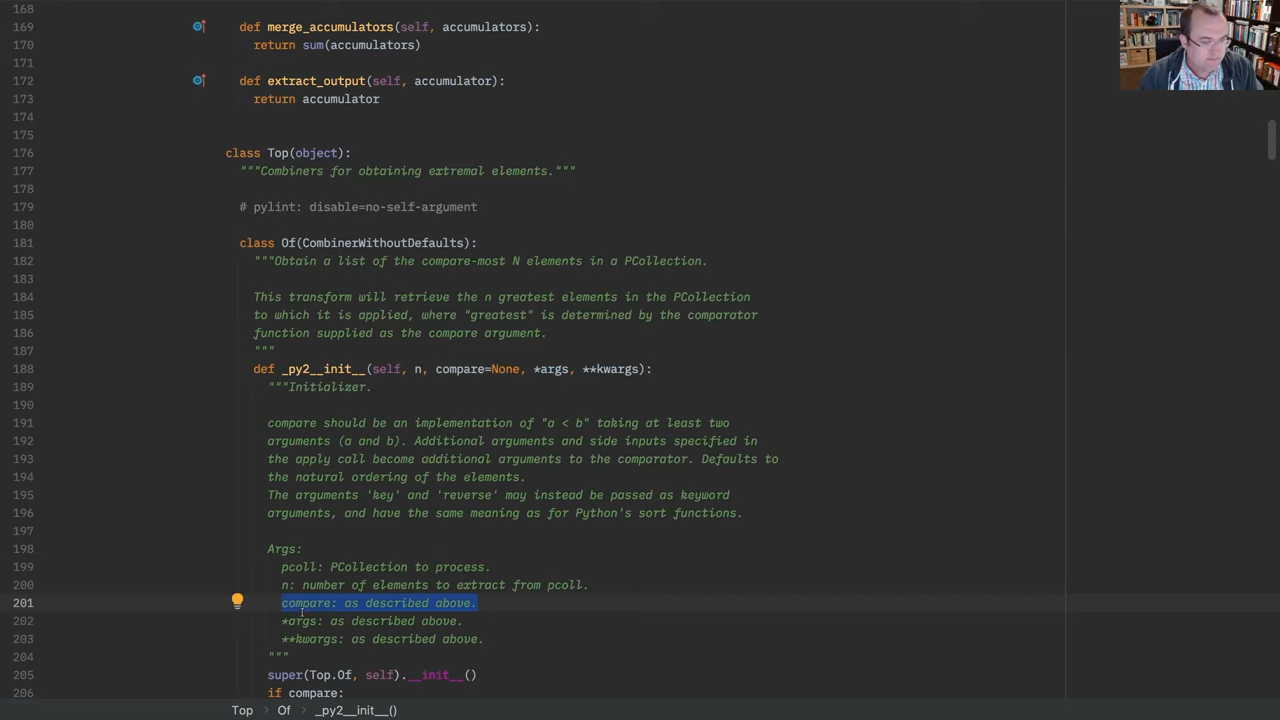 168
169 def merge_accumulators(self, accumulators):
170 return sum(accumulators)
171
172 def extract_output(self, accumulator):
173 return accumulator
174
175
176 class Top(object):
177 """Combiners for obtaining extremal elements."""
178
179 # pylint: disable=no-self-argument
180
181 class Of(CombinerWithoutDefaults):
182 """Obtain a list of the compare-most N elements in a PCollection.
183
184 This transform will retrieve the n greatest elements in the PCollection
185 to which it is applied, where "greatest" is determined by the comparator
186 function supplied as the compare argument.
187 """
188 def _py2__init__(self, n, compare=None, *args, **kwargs):
189 """Initializer.
190
191 compare should be an implementation of "a < b" taking at least two
192 arguments (a and b). Additional arguments and side inputs specified in
193 the apply call become additional arguments to the comparator. Defaults to
194 the natural ordering of the elements.
195 The arguments 'key' and 'reverse' may instead be passed as keyword
196 arguments, and have the same meaning as for Python's sort functions.
197
198 Args:
199 pcoll: PCollection to process.
200 n: number of elements to extract from pcoll.
201 compare: as described above.
202 *args: as described above.
203 **kwargs: as described above.
204 """
205 super(Top.Of, self).__init__()
206 if compare:
Top > Of > _py2__init__()